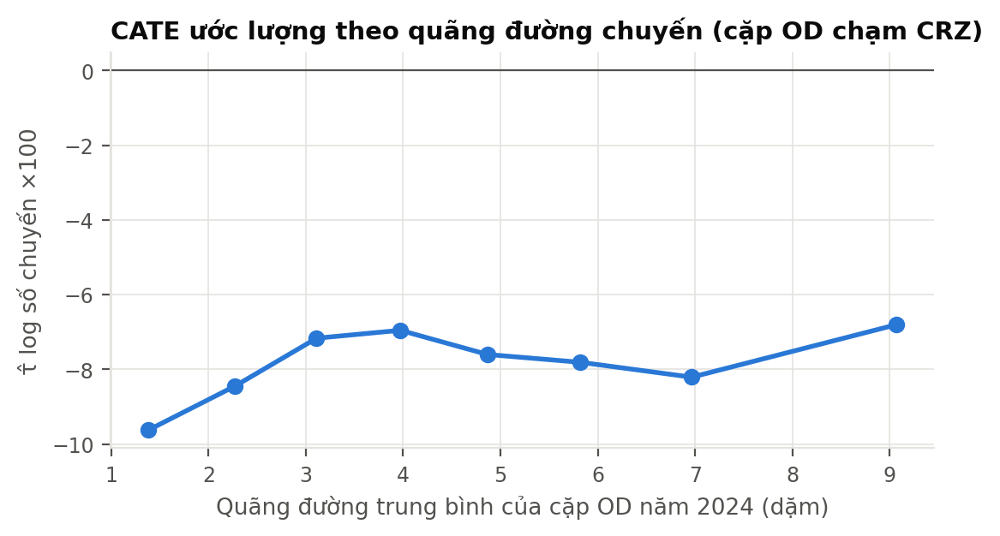 CATE ước lượng theo quãng đường chuyến (cặp OD chạm CRZ)
0
−2
−4
−6
−8
−10
τ̂ log số chuyến ×100
1 2 3 4 5 6 7 8 9
Quãng đường trung bình của cặp OD năm 2024 (dặm)